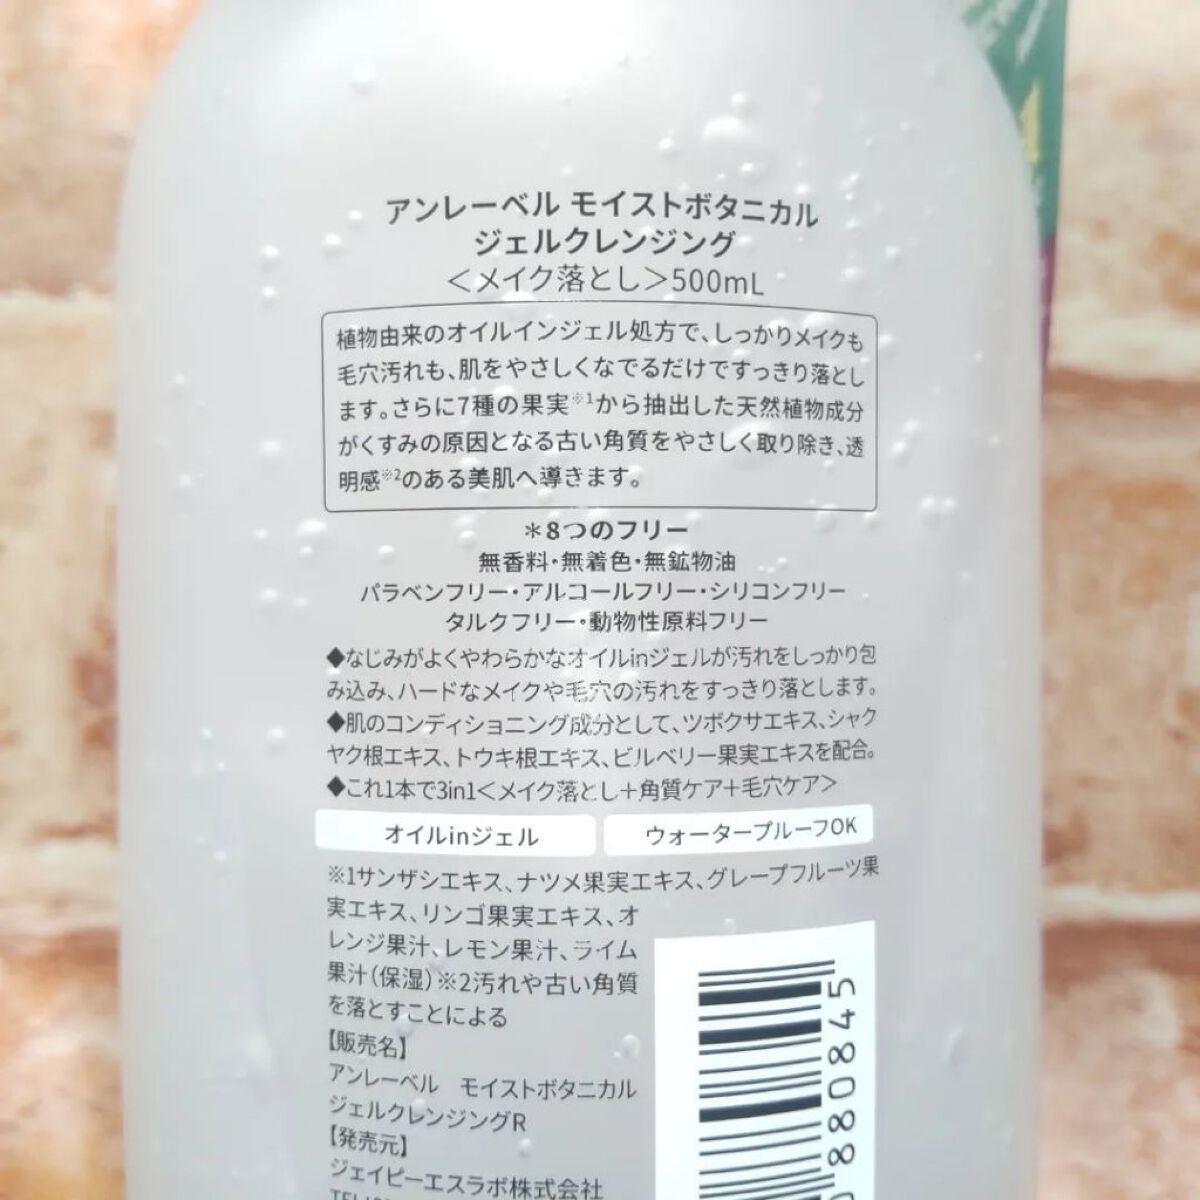 アンレーベル モイストボタニカル
ジェルクレンジング
＜メイク落とし＞500mL
植物由来のオイルインジェル処方で、しっかりメイクも
毛穴汚れも、肌をやさしくなでるだけですっきり落とし
ます。さらに7種の果実※1から抽出した天然植物成分
がくすみの原因となる古い角質をやさしく取り除き、透
明感※2のある美肌へ導きます。
＊8つのフリー
無香料・無着色・無鉱物油
パラベンフリー・アルコールフリー・シリコンフリー
タルクフリー・動物性原料フリー
◆なじみがよくやわらかなオイルinジェルが汚れをしっかり包
み込み、ハードなメイクや毛穴の汚れをすっきり落とします。
◆肌のコンディショニング成分として、ツボクサエキス、シャク
ヤク根エキス、トウキ根エキス、ビルベリー果実エキスを配合。
◆これ1本で3in1＜メイク落とし＋角質ケア＋毛穴ケア＞
オイルinジェル
ウォータープルーフOK
※1サンザシエキス、ナツメ果実エキス、グレープフルーツ果
実エキス、リンゴ果実エキス、オ
レンジ果汁、レモン果汁、ライム
果汁（保湿）※2汚れや古い角質
を落とすことによる
【販売名】
アンレーベル モイストボタニカル
ジェルクレンジングR
【発売元】
ジェイピーエスラボ株式会社
880845